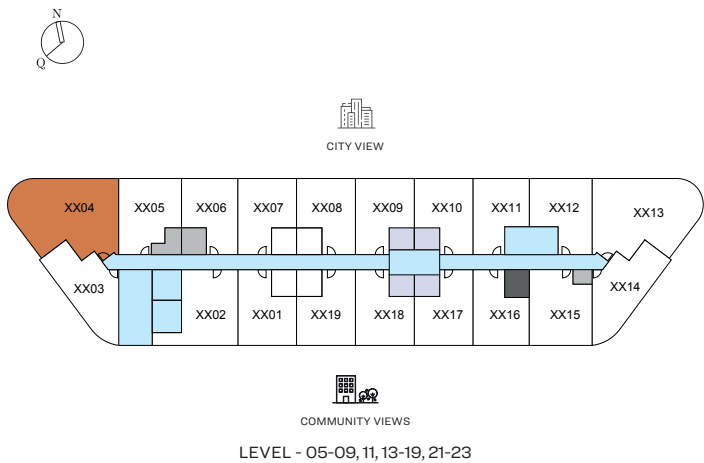 N
Q
CITY VIEW
XX04 XX05 XX06 XX07 XX08 XX09 XX10 XX11 XX12 XX13
XX03 XX14
XX02 XX01 XX19 XX18 XX17 XX16 XX15
COMMUNITY VIEWS
LEVEL - 05-09, 11, 13-19, 21-23